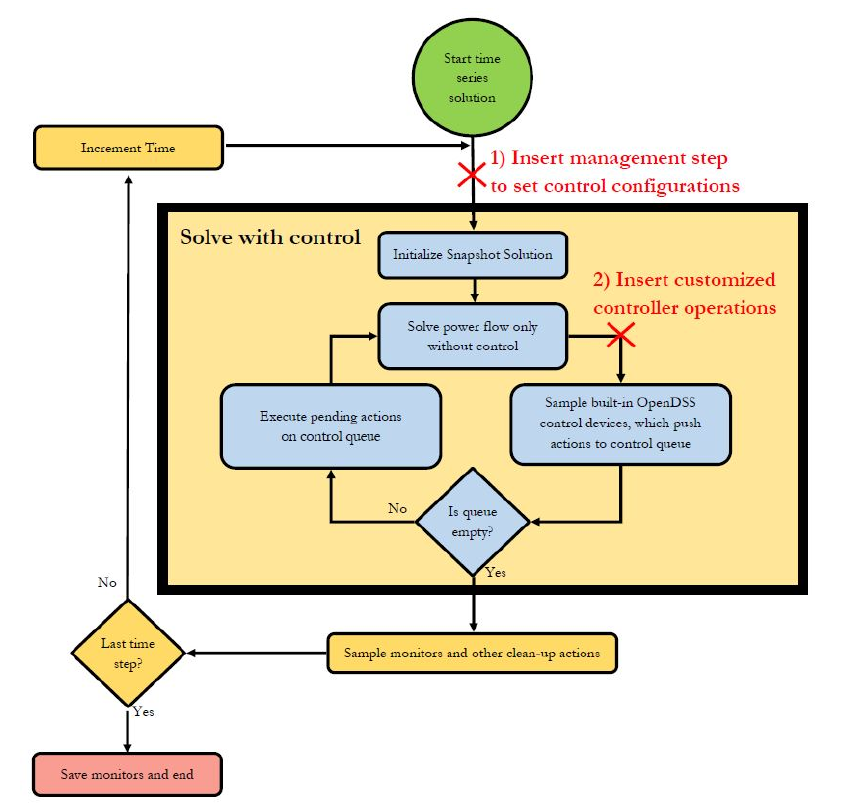 Start time
series
solution
Increment Time
1) Insert management step
to set control configurations
Solve with control
Initialize Snapshot Solution
2) Insert customized
controller operations
Solve power flow only
without control
Execute pending actions
on control queue
Sample built-in OpenDSS
control devices, which push
actions to control queue
No
Is queue
empty?
Yes
No
Last time
step?
Sample monitors and other clean-up actions
Yes
Save monitors and end